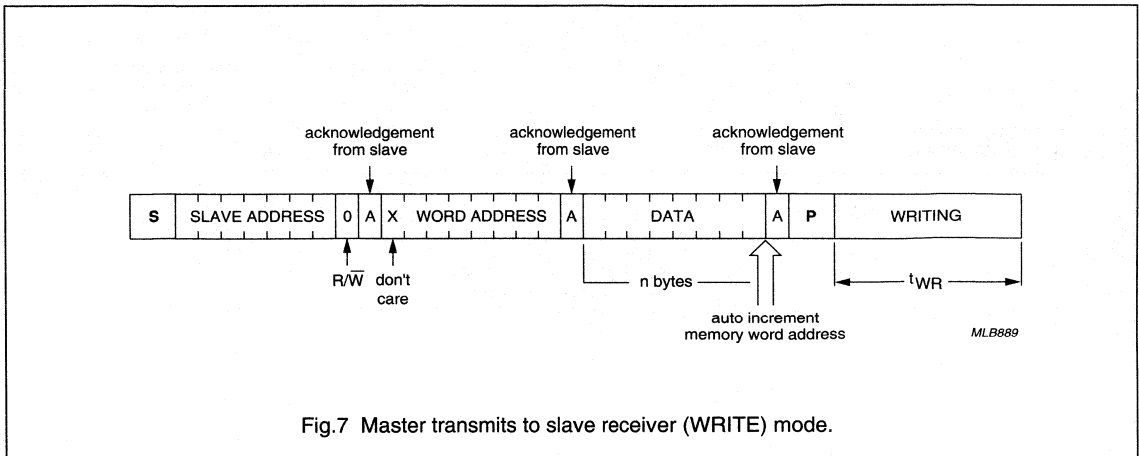 acknowledgement acknowledgement acknowledgement
from slave from slave from slave
S SLAVE ADDRESS 0 A X WORD ADDRESS A DATA A P WRITING
R/W̅ don't n bytes tWR
care
auto increment
memory word address
MLB889
Fig.7 Master transmits to slave receiver (WRITE) mode.